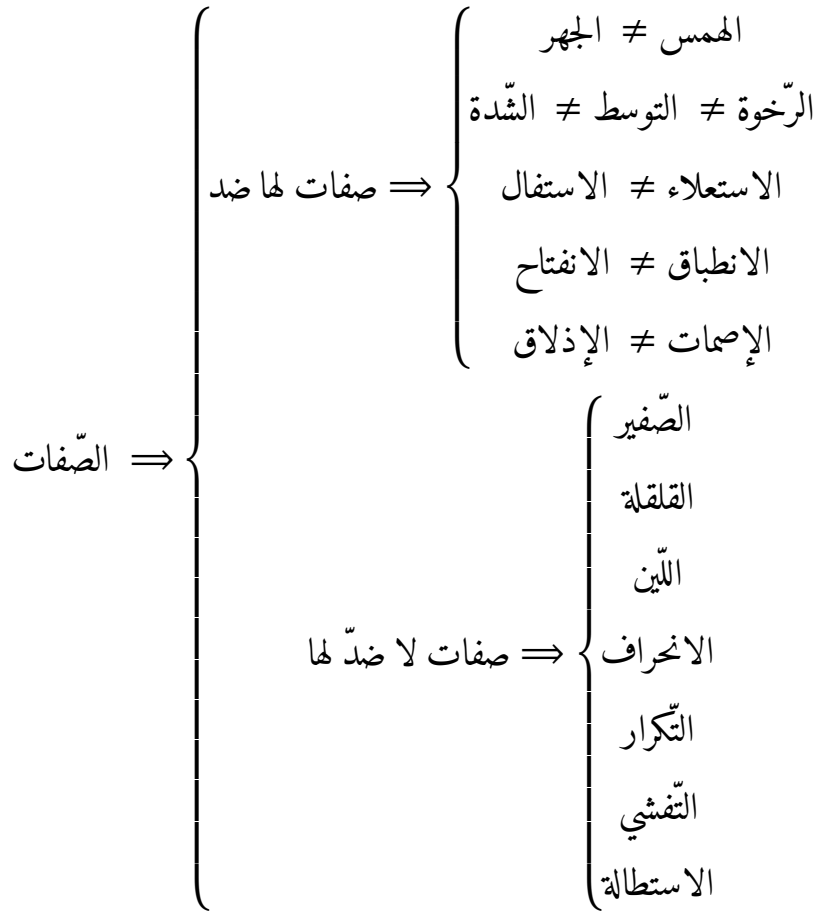 الهمس ≠ الجهر
الرّخوة ≠ التوسط ≠ الشّدة
صفات لها ضد ⟹ الاستعلاء ≠ الاستفال
الانطباق ≠ الانفتاح
الإصمات ≠ الإذلاق
الصّفات ⟹
الصّفير
القلقلة
اللّين
صفات لا ضدّ لها ⟹ الانحراف
التّكرار
التّفشي
الاستطالة